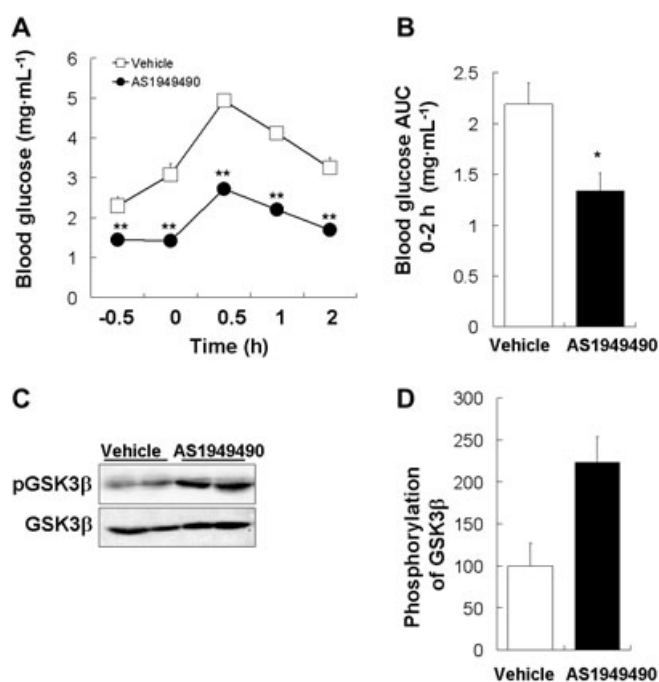 A
Blood glucose (mg·mL-1)
6
5
4
3
2
1
0
Vehicle
AS1949490
**
**
**
**
**
-0.5 0 0.5 1 2
Time (h)
B
Blood glucose AUC
0-2 h (mg·mL-1)
2.5
2
1.5
1
0.5
0
*
Vehicle AS1949490
C
Vehicle AS1949490
pGSK3β
GSK3β
D
Phosphorylation
of GSK3β
300
250
200
150
100
50
0
Vehicle AS1949490